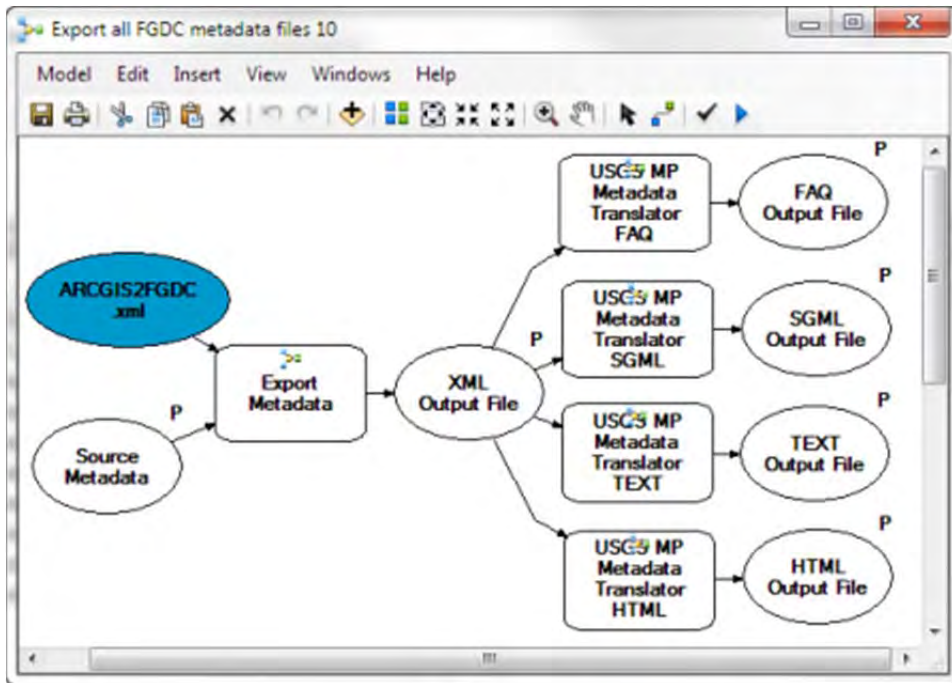 Export all FGDC metadata files 10
Model Edit Insert View Windows Help
ARCGIS2FGDC
.xml
P
Source
Metadata
Export
Metadata
XML
Output File
P
USGS MP
Metadata
Translator
FAQ
P
FAQ
Output File
USGS MP
Metadata
Translator
SGML
P
SGML
Output File
USGS MP
Metadata
Translator
TEXT
P
TEXT
Output File
USGS MP
Metadata
Translator
HTML
P
HTML
Output File